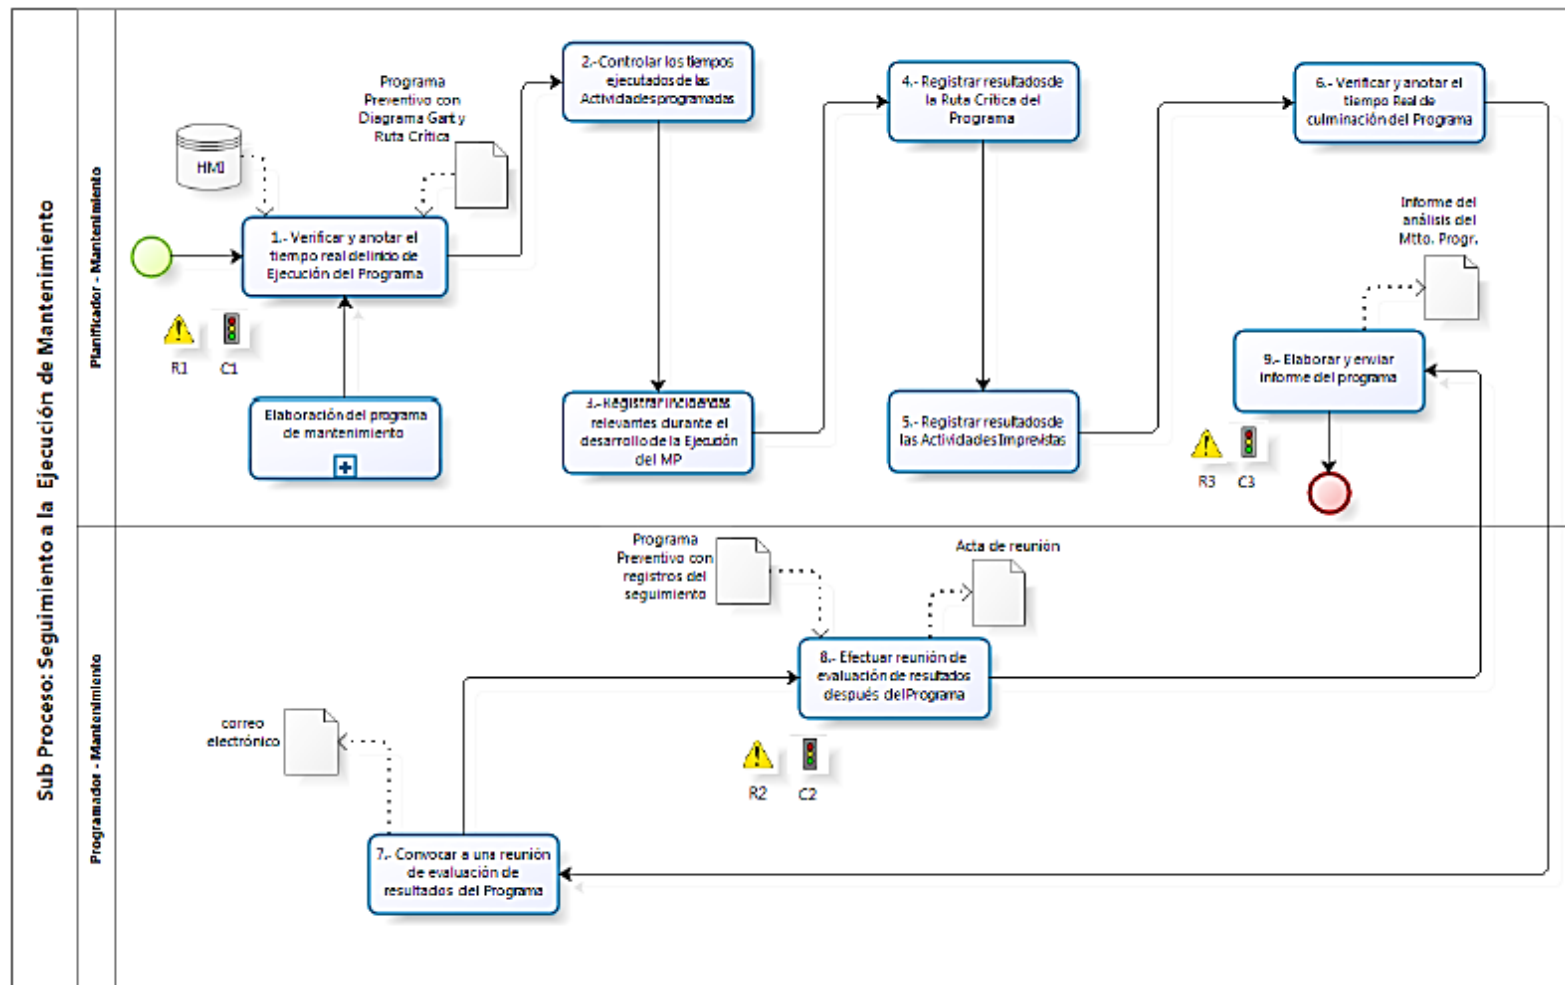 Sub Proceso: Seguimiento a la Ejecución de Mantenimiento
Planificador - Mantenimiento
Programa
Preventivo con
Diagrama Gant y
Ruta Crítica
HMI
1.- Verificar y anotar el
tiempo real definido de
Ejecución del Programa
R1
C1
Elaboración del programa
de mantenimiento
2.-Controlar los tiempos
ejecutados de las
Actividades programadas
3.-Registrar incidencias
relevantes durante el
desarrollo de la Ejecución
del MP
4.- Registrar resultados de
la Ruta Crítica del
Programa
5.- Registrar resultados de
las Actividades Imprevistas
6.- Verificar y anotar el
tiempo Real de
culminación del Programa
Informe del
análisis del
Mtto. Progr.
9.- Elaborar y enviar
informe del programa
R3
C3
Programador - Mantenimiento
Programa
Preventivo con
registros del
seguimiento
Acta de reunión
8.- Efectuar reunión de
evaluación de resultados
después del Programa
R2
C2
correo
electrónico
7.- Convocar a una reunión
de evaluación de
resultados del Programa